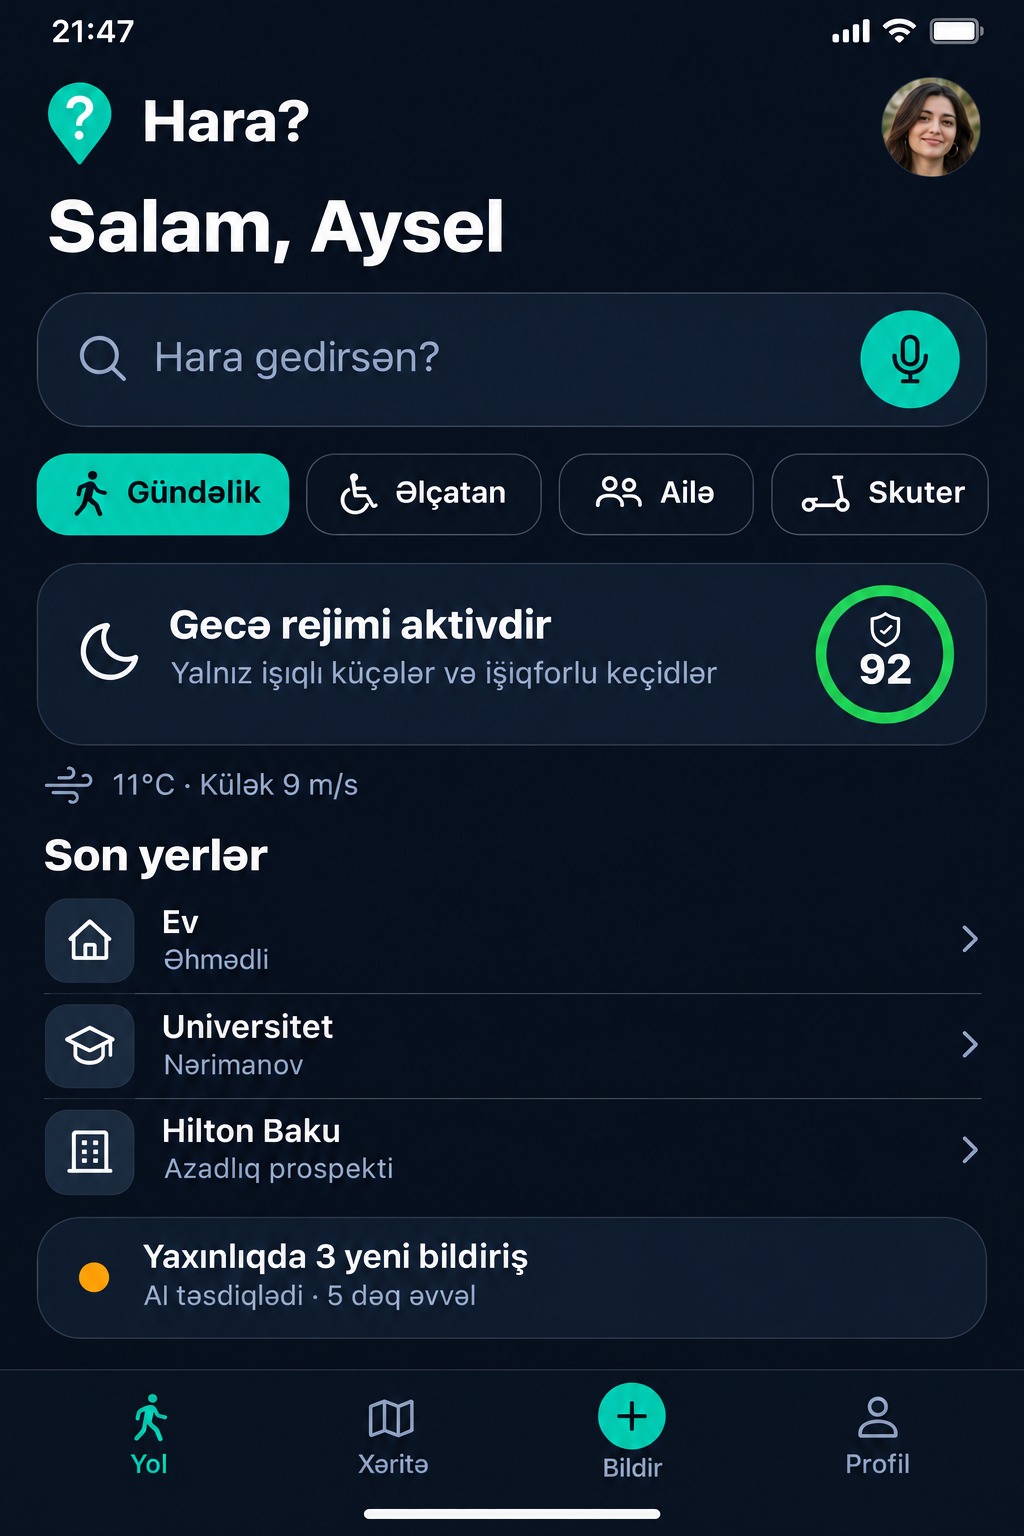 21:47
Hara?
Salam, Aysel
Hara gedirsən?
Gündəlik
Əlçatan
Ailə
Skuter
Gecə rejimi aktivdir
Yalnız işıqlı küçələr və işiqforlu keçidlər
92
11°C · Külək 9 m/s
Son yerlər
Ev
Əhmədli
Universitet
Nərimanov
Hilton Baku
Azadlıq prospekti
Yaxınlıqda 3 yeni bildiriş
AI təsdiqlədi · 5 dəq əvvəl
Yol
Xəritə
Bildir
Profil